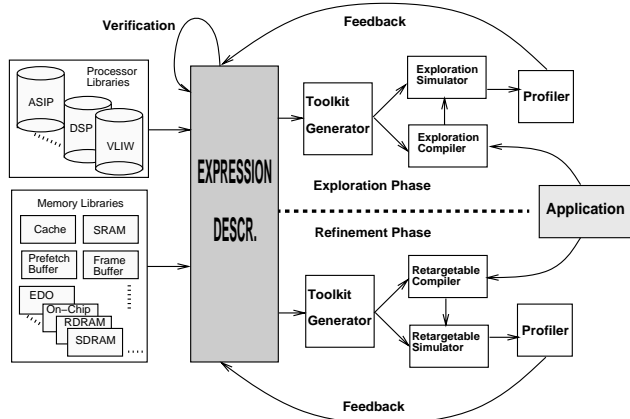 Verification
Feedback
Processor
Libraries
ASIP
DSP
VLIW
Memory Libraries
Cache
SRAM
Prefetch
Buffer
Frame
Buffer
EDO
On-Chip
RDRAM
SDRAM
EXPRESSION
DESCR.
Toolkit
Generator
Exploration
Simulator
Exploration
Compiler
Profiler
Exploration Phase
Application
Refinement Phase
Toolkit
Generator
Retargetable
Compiler
Retargetable
Simulator
Profiler
Feedback